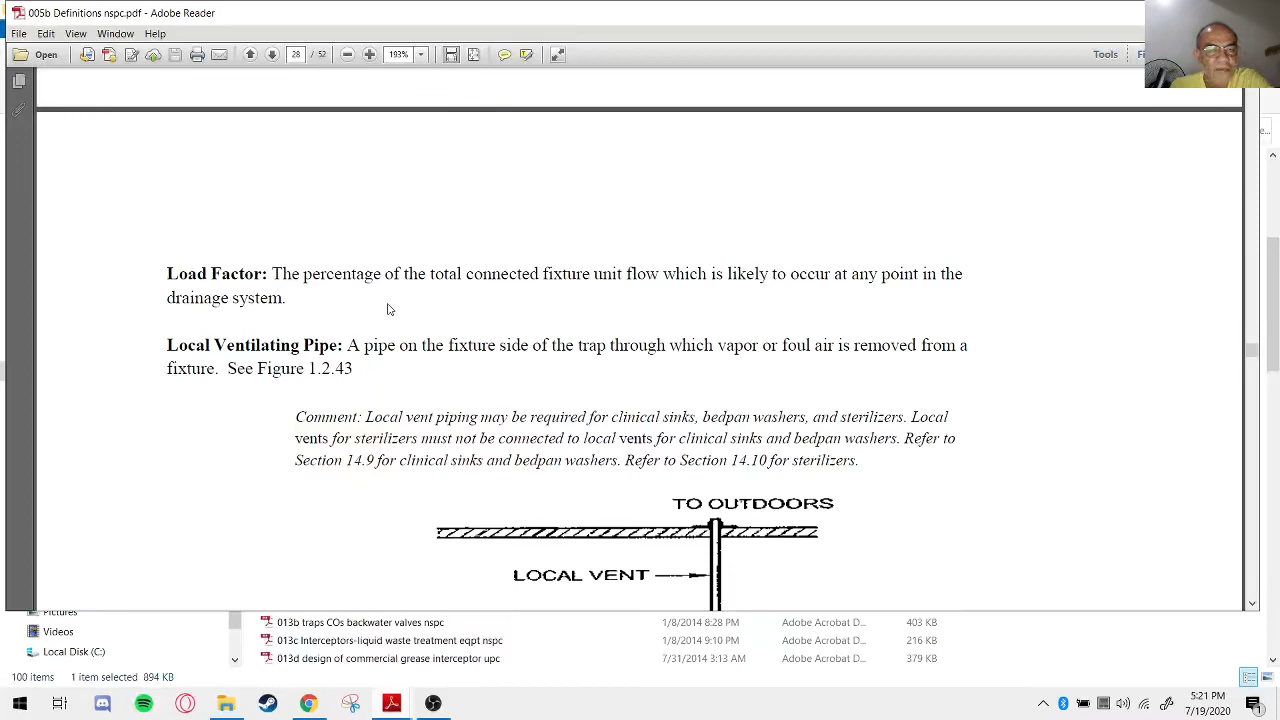 005b Definitions nspc.pdf - Adobe Reader
File Edit View Window Help
Open 28 / 52 193% Tools
Load Factor: The percentage of the total connected fixture unit flow which is likely to occur at any point in the
drainage system.
Local Ventilating Pipe: A pipe on the fixture side of the trap through which vapor or foul air is removed from a
fixture. See Figure 1.2.43
Comment: Local vent piping may be required for clinical sinks, bedpan washers, and sterilizers. Local
vents for sterilizers must not be connected to local vents for clinical sinks and bedpan washers. Refer to
Section 14.9 for clinical sinks and bedpan washers. Refer to Section 14.10 for sterilizers.
TO OUTDOORS
LOCAL VENT
Pictures
013b traps COs backwater valves nspc 1/8/2014 8:28 PM Adobe Acrobat D... 403 KB
Videos
013c Interceptors-liquid waste treatment eqpt nspc 1/8/2014 9:10 PM Adobe Acrobat D... 216 KB
Local Disk (C:)
013d design of commercial grease interceptor upc 7/31/2014 3:13 AM Adobe Acrobat D... 379 KB
100 items 1 item selected 894 KB
5:21 PM
7/19/2020